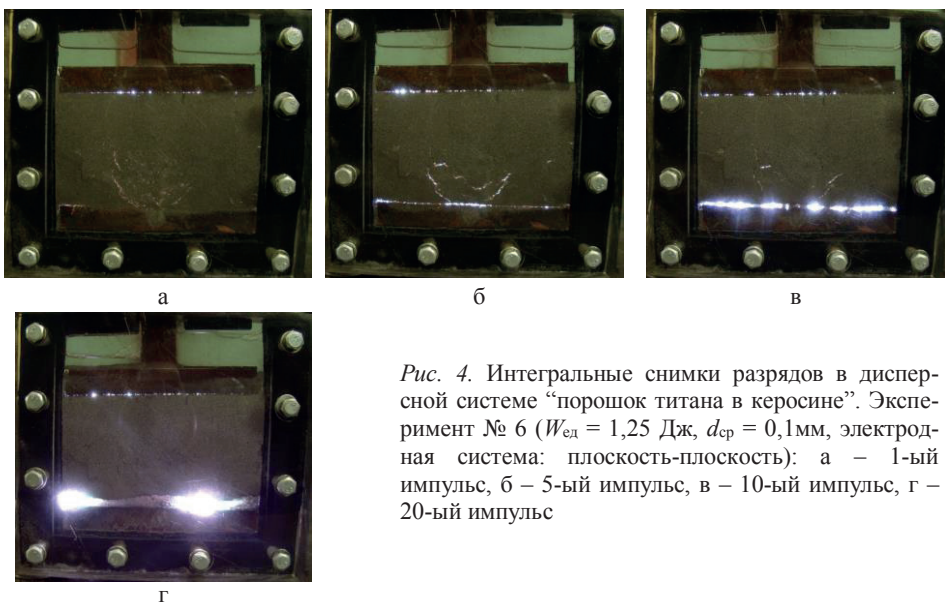 а
б
в
Рис. 4. Интегральные снимки разрядов в диспер-
сной системе “порошок титана в керосине”. Экспе-
римент № 6 (Wед = 1,25 Дж, dср = 0,1мм, электрод-
ная система: плоскость-плоскость): а – 1-ый
импульс, б – 5-ый импульс, в – 10-ый импульс, г –
20-ый импульс
г